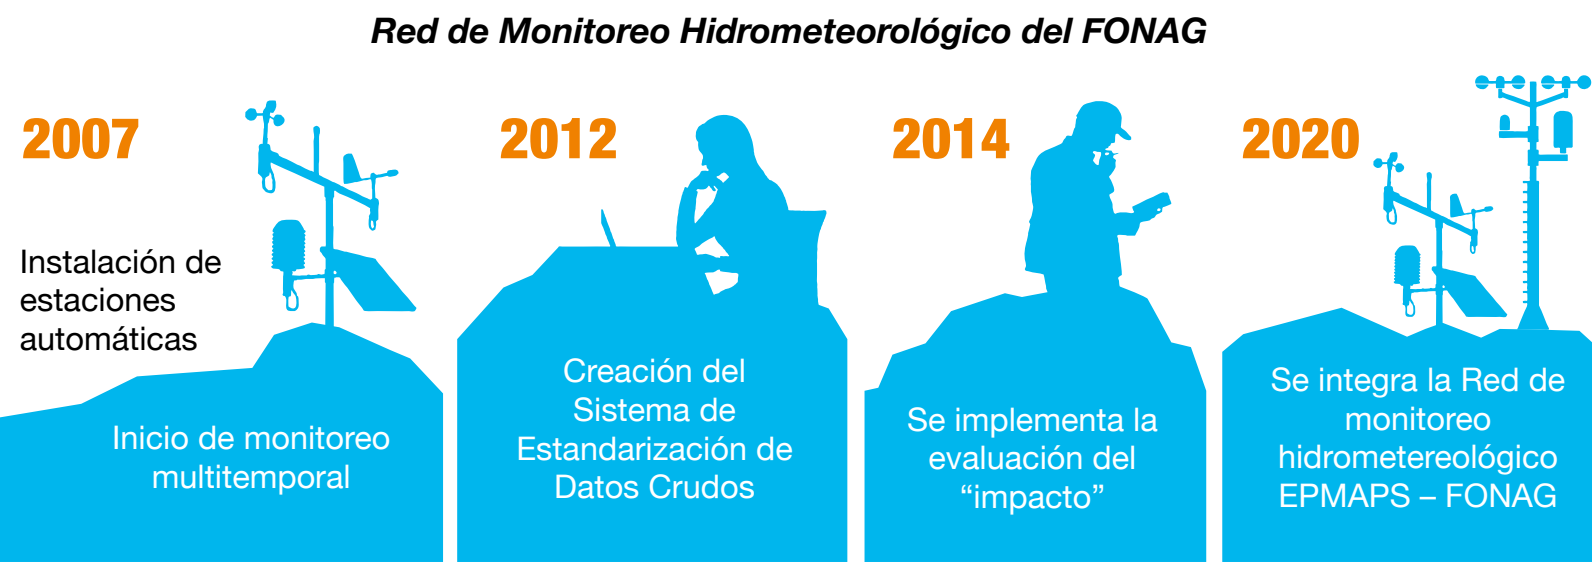 Red de Monitoreo Hidrometeorológico del FONAG
2007
Instalación de
estaciones
automáticas
Inicio de monitoreo
multitemporal
2012
Creación del
Sistema de
Estandarización de
Datos Crudos
2014
Se implementa la
evaluación del
“impacto”
2020
Se integra la Red de
monitoreo
hidrometereológico
EPMAPS – FONAG